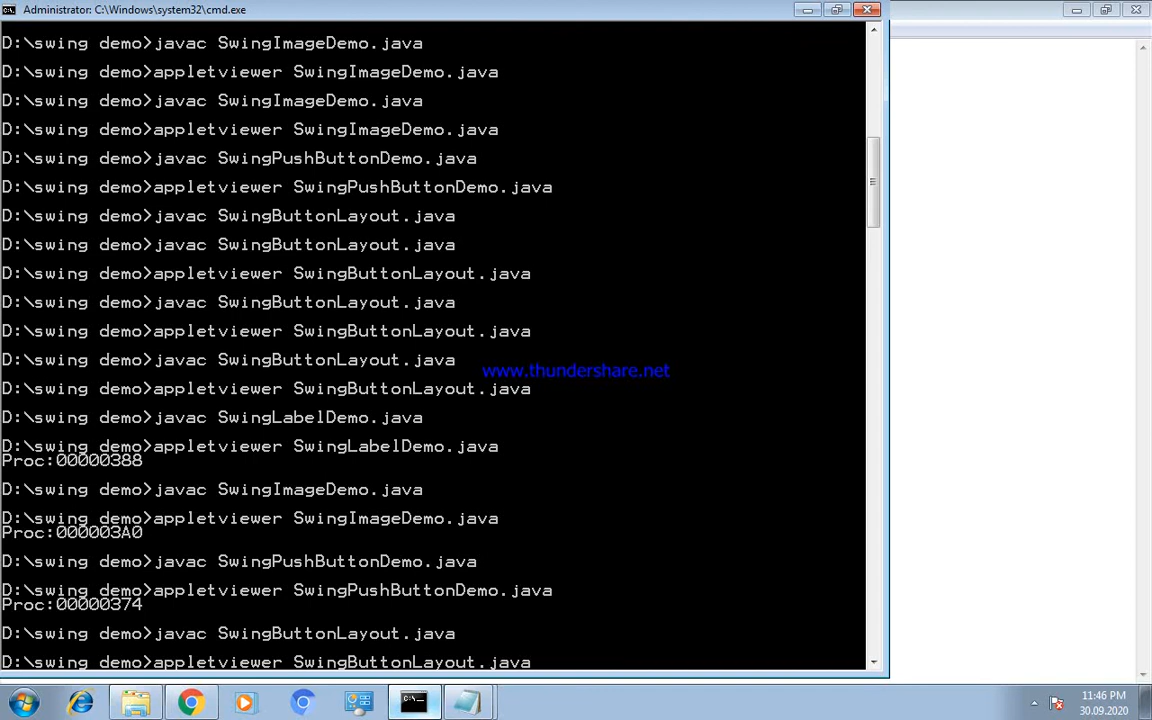 Administrator: C:\Windows\system32\cmd.exe
D:\swing demo>javac SwingImageDemo.java
D:\swing demo>appletviewer SwingImageDemo.java
D:\swing demo>javac SwingImageDemo.java
D:\swing demo>appletviewer SwingImageDemo.java
D:\swing demo>javac SwingPushButtonDemo.java
D:\swing demo>appletviewer SwingPushButtonDemo.java
D:\swing demo>javac SwingButtonLayout.java
D:\swing demo>javac SwingButtonLayout.java
D:\swing demo>appletviewer SwingButtonLayout.java
D:\swing demo>javac SwingButtonLayout.java
D:\swing demo>appletviewer SwingButtonLayout.java
D:\swing demo>javac SwingButtonLayout.java
www.thundershare.net
D:\swing demo>appletviewer SwingButtonLayout.java
D:\swing demo>javac SwingLabelDemo.java
D:\swing demo>appletviewer SwingLabelDemo.java
Proc:00000388
D:\swing demo>javac SwingImageDemo.java
D:\swing demo>appletviewer SwingImageDemo.java
Proc:000003A0
D:\swing demo>javac SwingPushButtonDemo.java
D:\swing demo>appletviewer SwingPushButtonDemo.java
Proc:00000374
D:\swing demo>javac SwingButtonLayout.java
D:\swing demo>appletviewer SwingButtonLayout.java
11:46 PM
30.09.2020